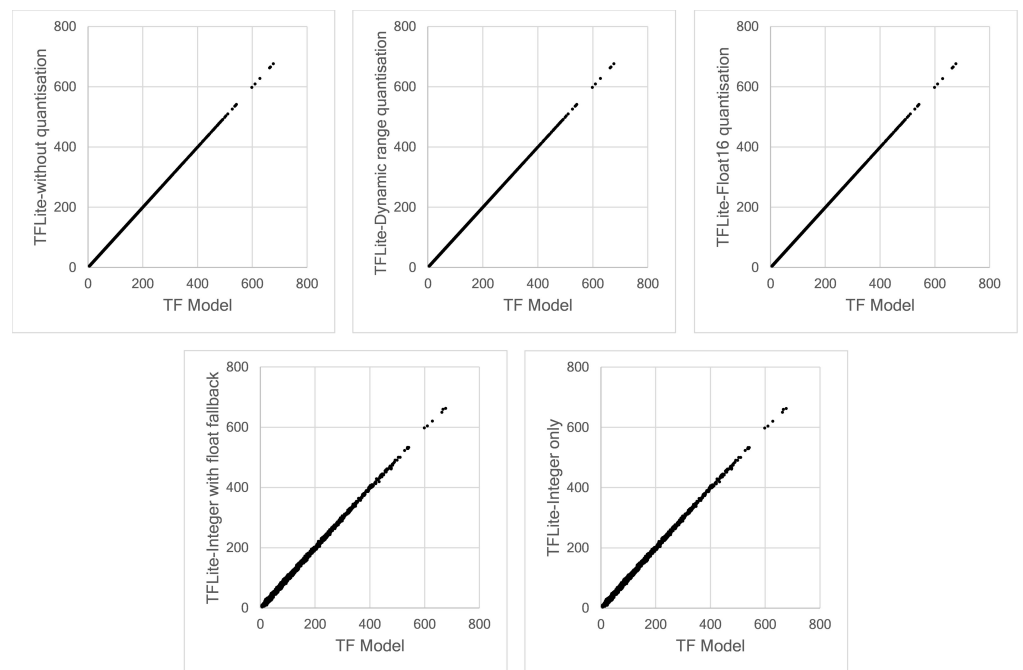 TFLite-without quantisation
800
600
400
200
0
0 200 400 600 800
TF Model
TFLite-Dynamic range quantisation
800
600
400
200
0
0 200 400 600 800
TF Model
TFLite-Float16 quantisation
800
600
400
200
0
0 200 400 600 800
TF Model
TFLite-Integer with float fallback
800
600
400
200
0
0 200 400 600 800
TF Model
TFLite-Integer only
800
600
400
200
0
0 200 400 600 800
TF Model